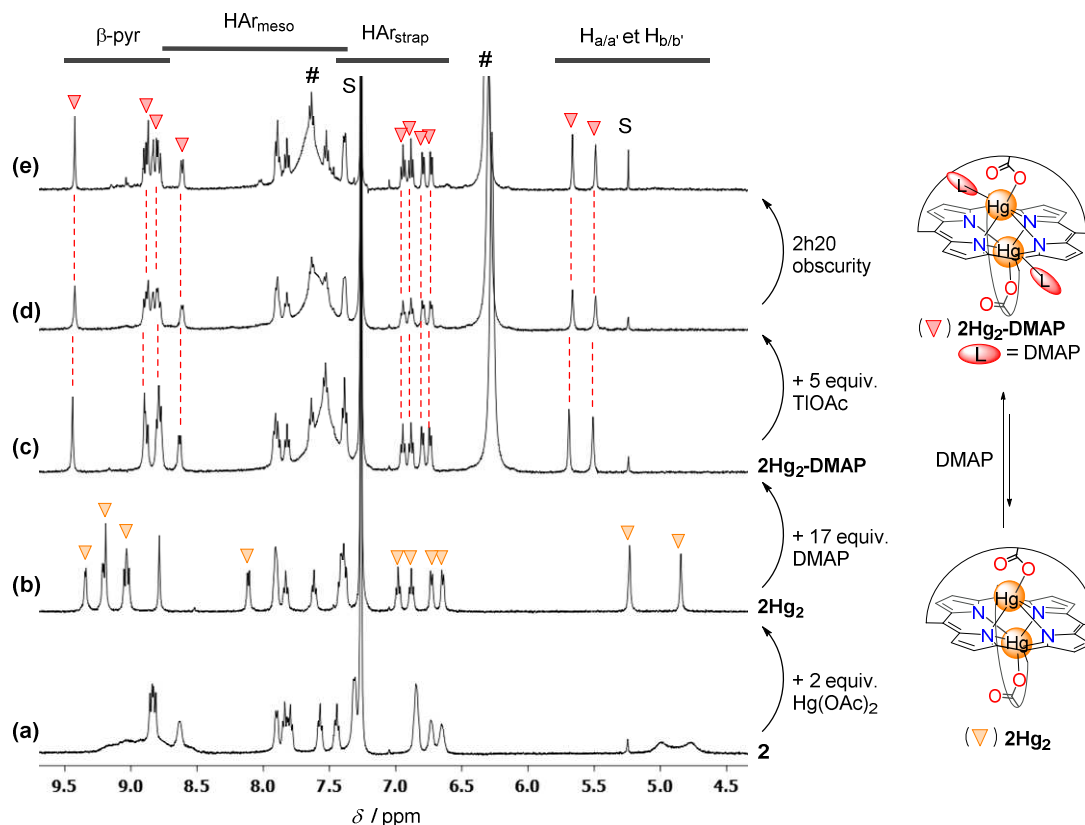 β-pyr
HArmeso
HArstrap
Ha/a' et Hb/b'
#
S
#
S
(e)
2h20
obscurity
(d)
+ 5 equiv.
TlOAc
(c)
2Hg2-DMAP
+ 17 equiv.
DMAP
(b)
2Hg2
+ 2 equiv.
Hg(OAc)2
(a)
2
9.5 9.0 8.5 8.0 7.5 7.0 6.5 6.0 5.5 5.0 4.5
δ / ppm
O
O
L
Hg
N
N
Hg
N
N
O
L
O
( ) 2Hg2-DMAP
L = DMAP
DMAP
O
O
Hg
N
N
Hg
N
N
O
O
( ) 2Hg2